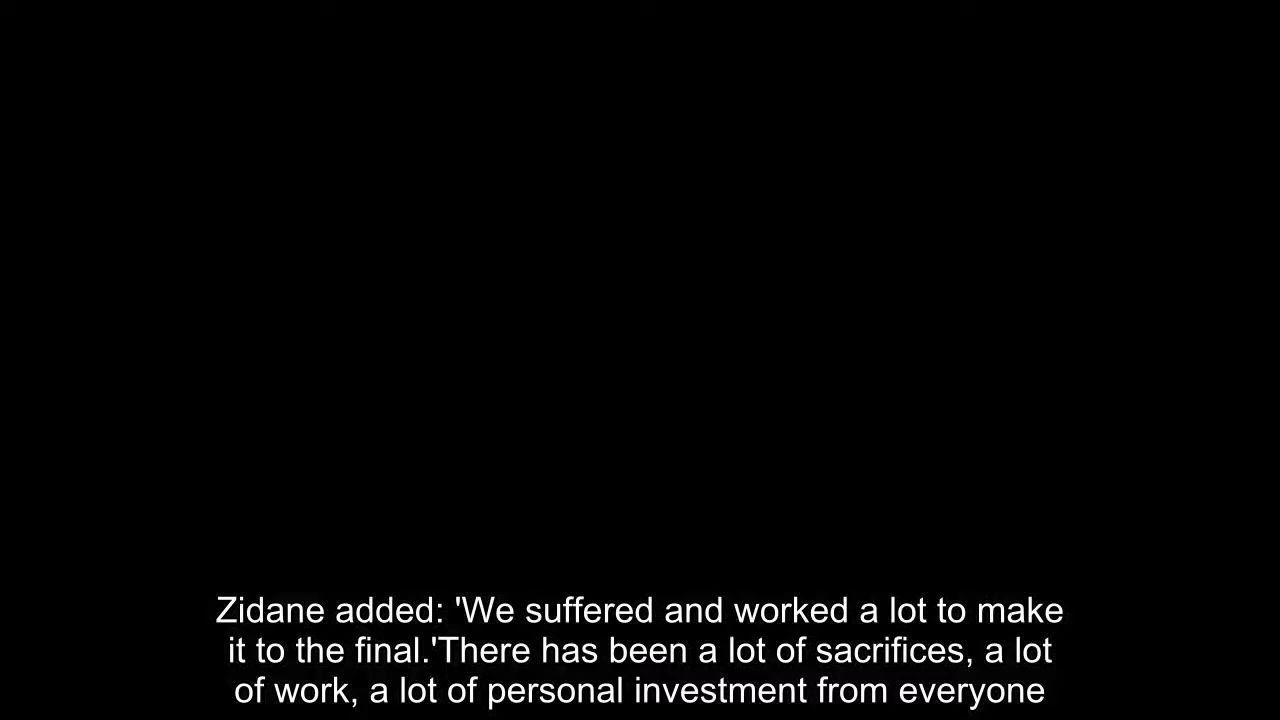 Zidane added: 'We suffered and worked a lot to make
it to the final.'There has been a lot of sacrifices, a lot
of work, a lot of personal investment from everyone